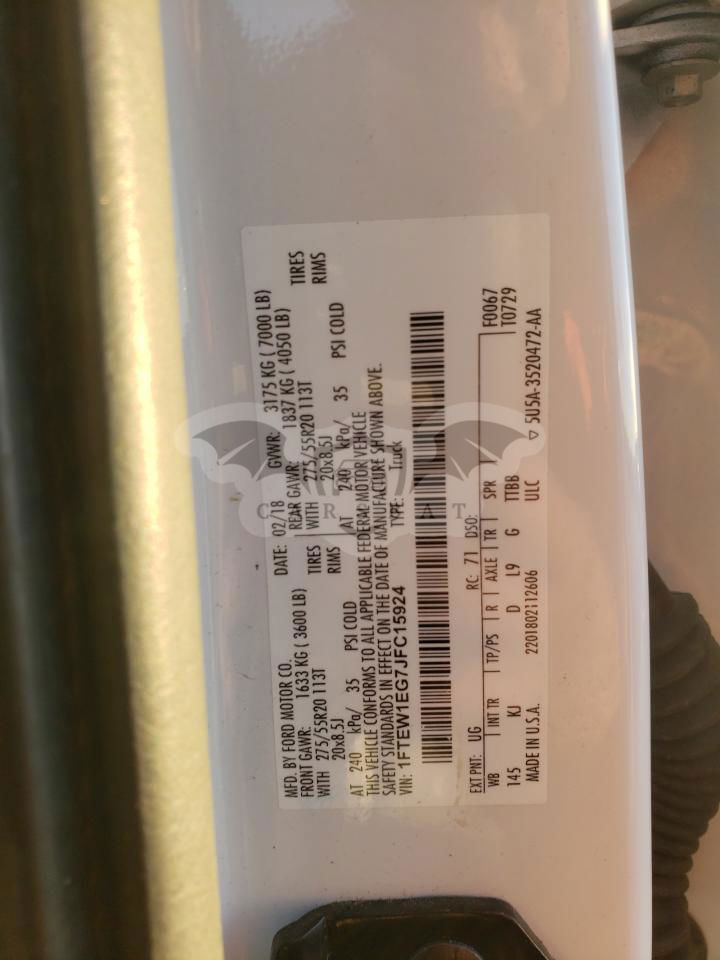 MFD. BY FORD MOTOR CO. DATE: 02/18 GVWR: 3175 KG ( 7000 LB)
FRONT GAWR: 1633 KG ( 3600 LB) REAR GAWR: 1837 KG ( 4050 LB)
WITH 275/55R20 113T TIRES WITH 275/55R20 113T TIRES
20x8.5J RIMS 20x8.5J RIMS
AT 240 kPa/ 35 PSI COLD AT 240 kPa/ 35 PSI COLD
THIS VEHICLE CONFORMS TO ALL APPLICABLE FEDERAL MOTOR VEHICLE
SAFETY STANDARDS IN EFFECT ON THE DATE OF MANUFACTURE SHOWN ABOVE.
VIN: 1FTEW1EG7JFC15924 TYPE: Truck
EXT PNT: UG RC: 71 DSO: F0067
WB INT TR TP/PS R AXLE TR SPR T0729
145 KJ D L9 G TTBB
MADE IN U.S.A. 2201802112606 ULC ▽ 5U5A-3520472-AA